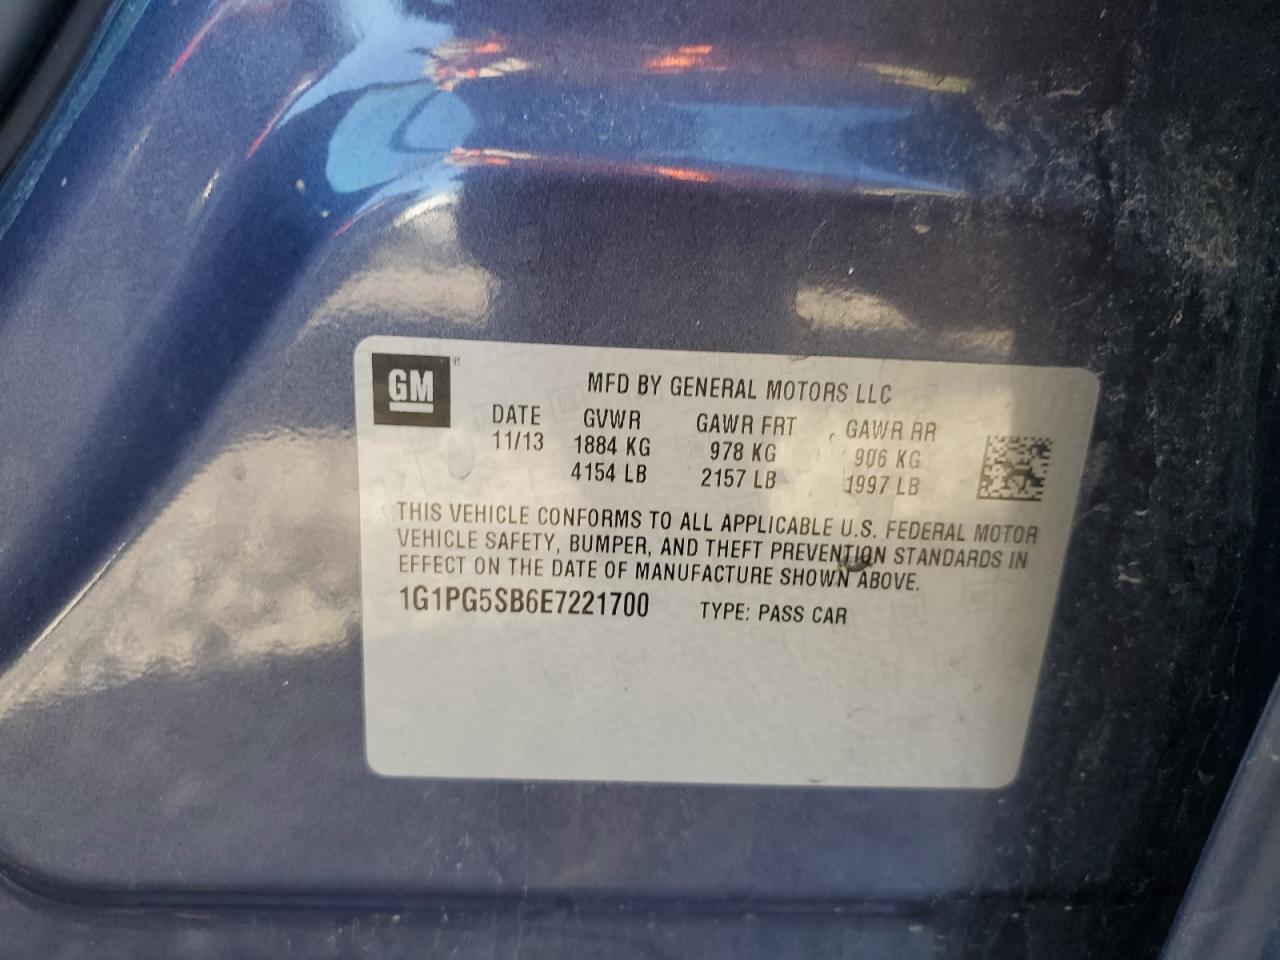 GM
MFD BY GENERAL MOTORS LLC
DATE GVWR GAWR FRT GAWR RR
11/13 1884 KG 978 KG 906 KG
4154 LB 2157 LB 1997 LB
THIS VEHICLE CONFORMS TO ALL APPLICABLE U.S. FEDERAL MOTOR
VEHICLE SAFETY, BUMPER, AND THEFT PREVENTION STANDARDS IN
EFFECT ON THE DATE OF MANUFACTURE SHOWN ABOVE.
1G1PG5SB6E7221700 TYPE: PASS CAR